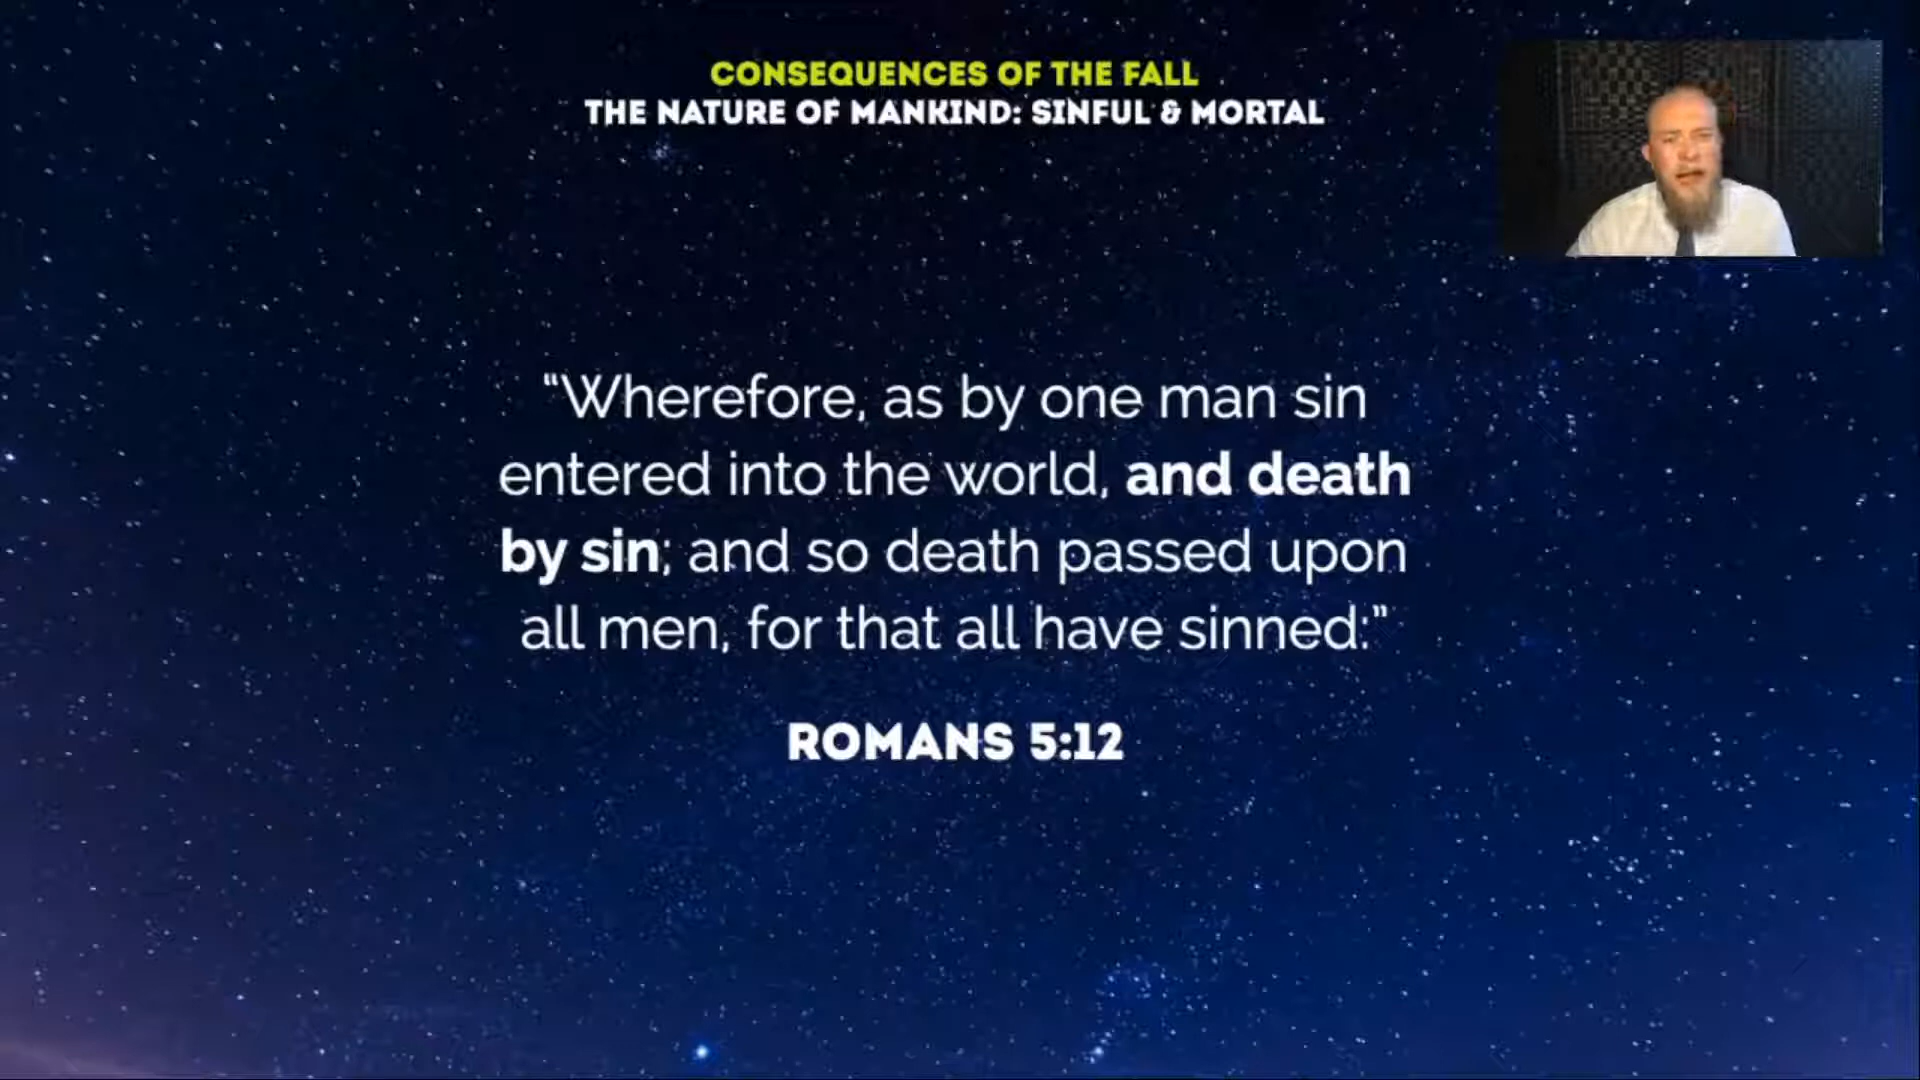 CONSEQUENCES OF THE FALL
THE NATURE OF MANKIND: SINFUL & MORTAL
“Wherefore, as by one man sin
entered into the world, and death
by sin; and so death passed upon
all men, for that all have sinned:”
ROMANS 5:12